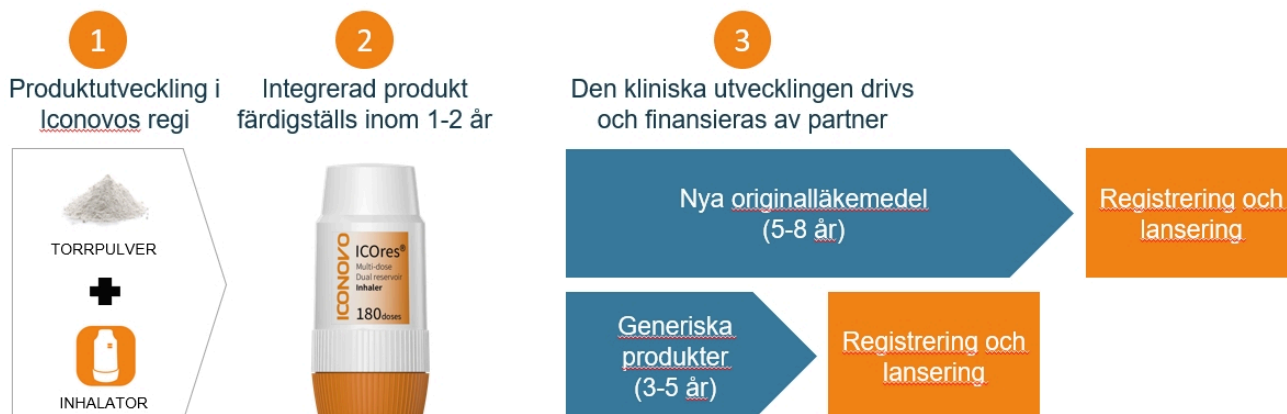 1
Produktutveckling i
Iconovos regi
TORRPULVER
INHALATOR
2
Integrerad produkt
färdigställs inom 1-2 år
ICONOVO
ICOres®
Multi-dose
Dual reservoir
Inhaler
180 doses
3
Den kliniska utvecklingen drivs
och finansieras av partner
Nya originalläkemedel
(5-8 år)
Registrering och
lansering
Generiska
produkter
(3-5 år)
Registrering och
lansering